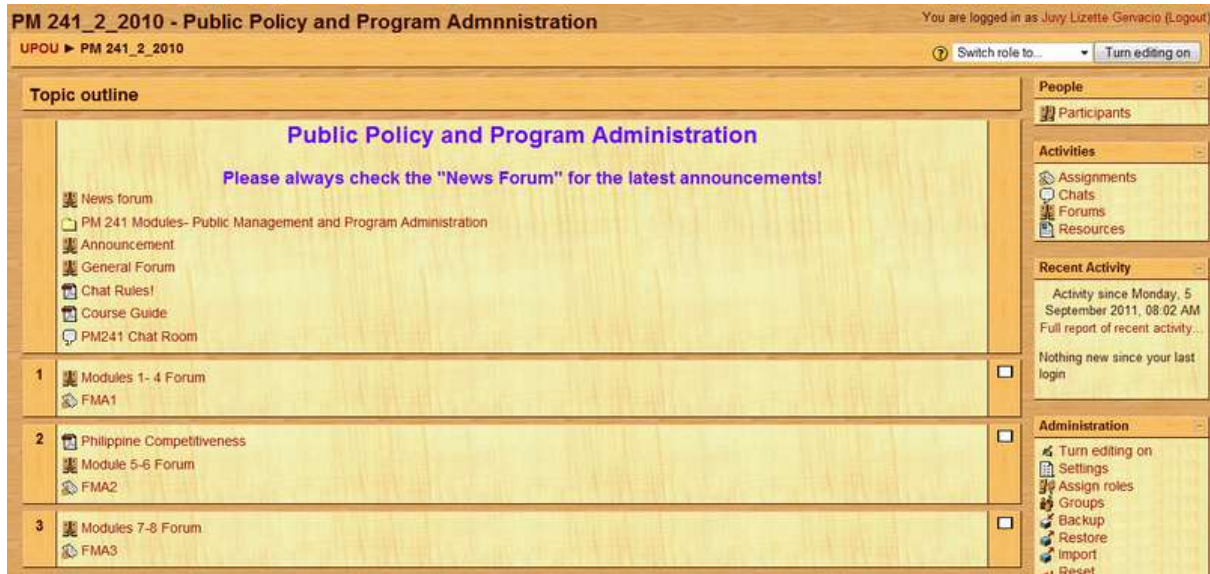 PM 241_2_2010 - Public Policy and Program Admnnistration
You are logged in as Juvy Lizette Gervacio (Logout)
UPOU ► PM 241_2_2010
Switch role to...
Turn editing on
Topic outline
Public Policy and Program Administration
Please always check the "News Forum" for the latest announcements!
News forum
PM 241 Modules- Public Management and Program Administration
Announcement
General Forum
Chat Rules!
Course Guide
PM241 Chat Room
1
Modules 1- 4 Forum
FMA1
2
Philippine Competitiveness
Module 5-6 Forum
FMA2
3
Modules 7-8 Forum
FMA3
People
Participants
Activities
Assignments
Chats
Forums
Resources
Recent Activity
Activity since Monday, 5
September 2011, 08:02 AM
Full report of recent activity...
Nothing new since your last
login
Administration
Turn editing on
Settings
Assign roles
Groups
Backup
Restore
Import
Reset